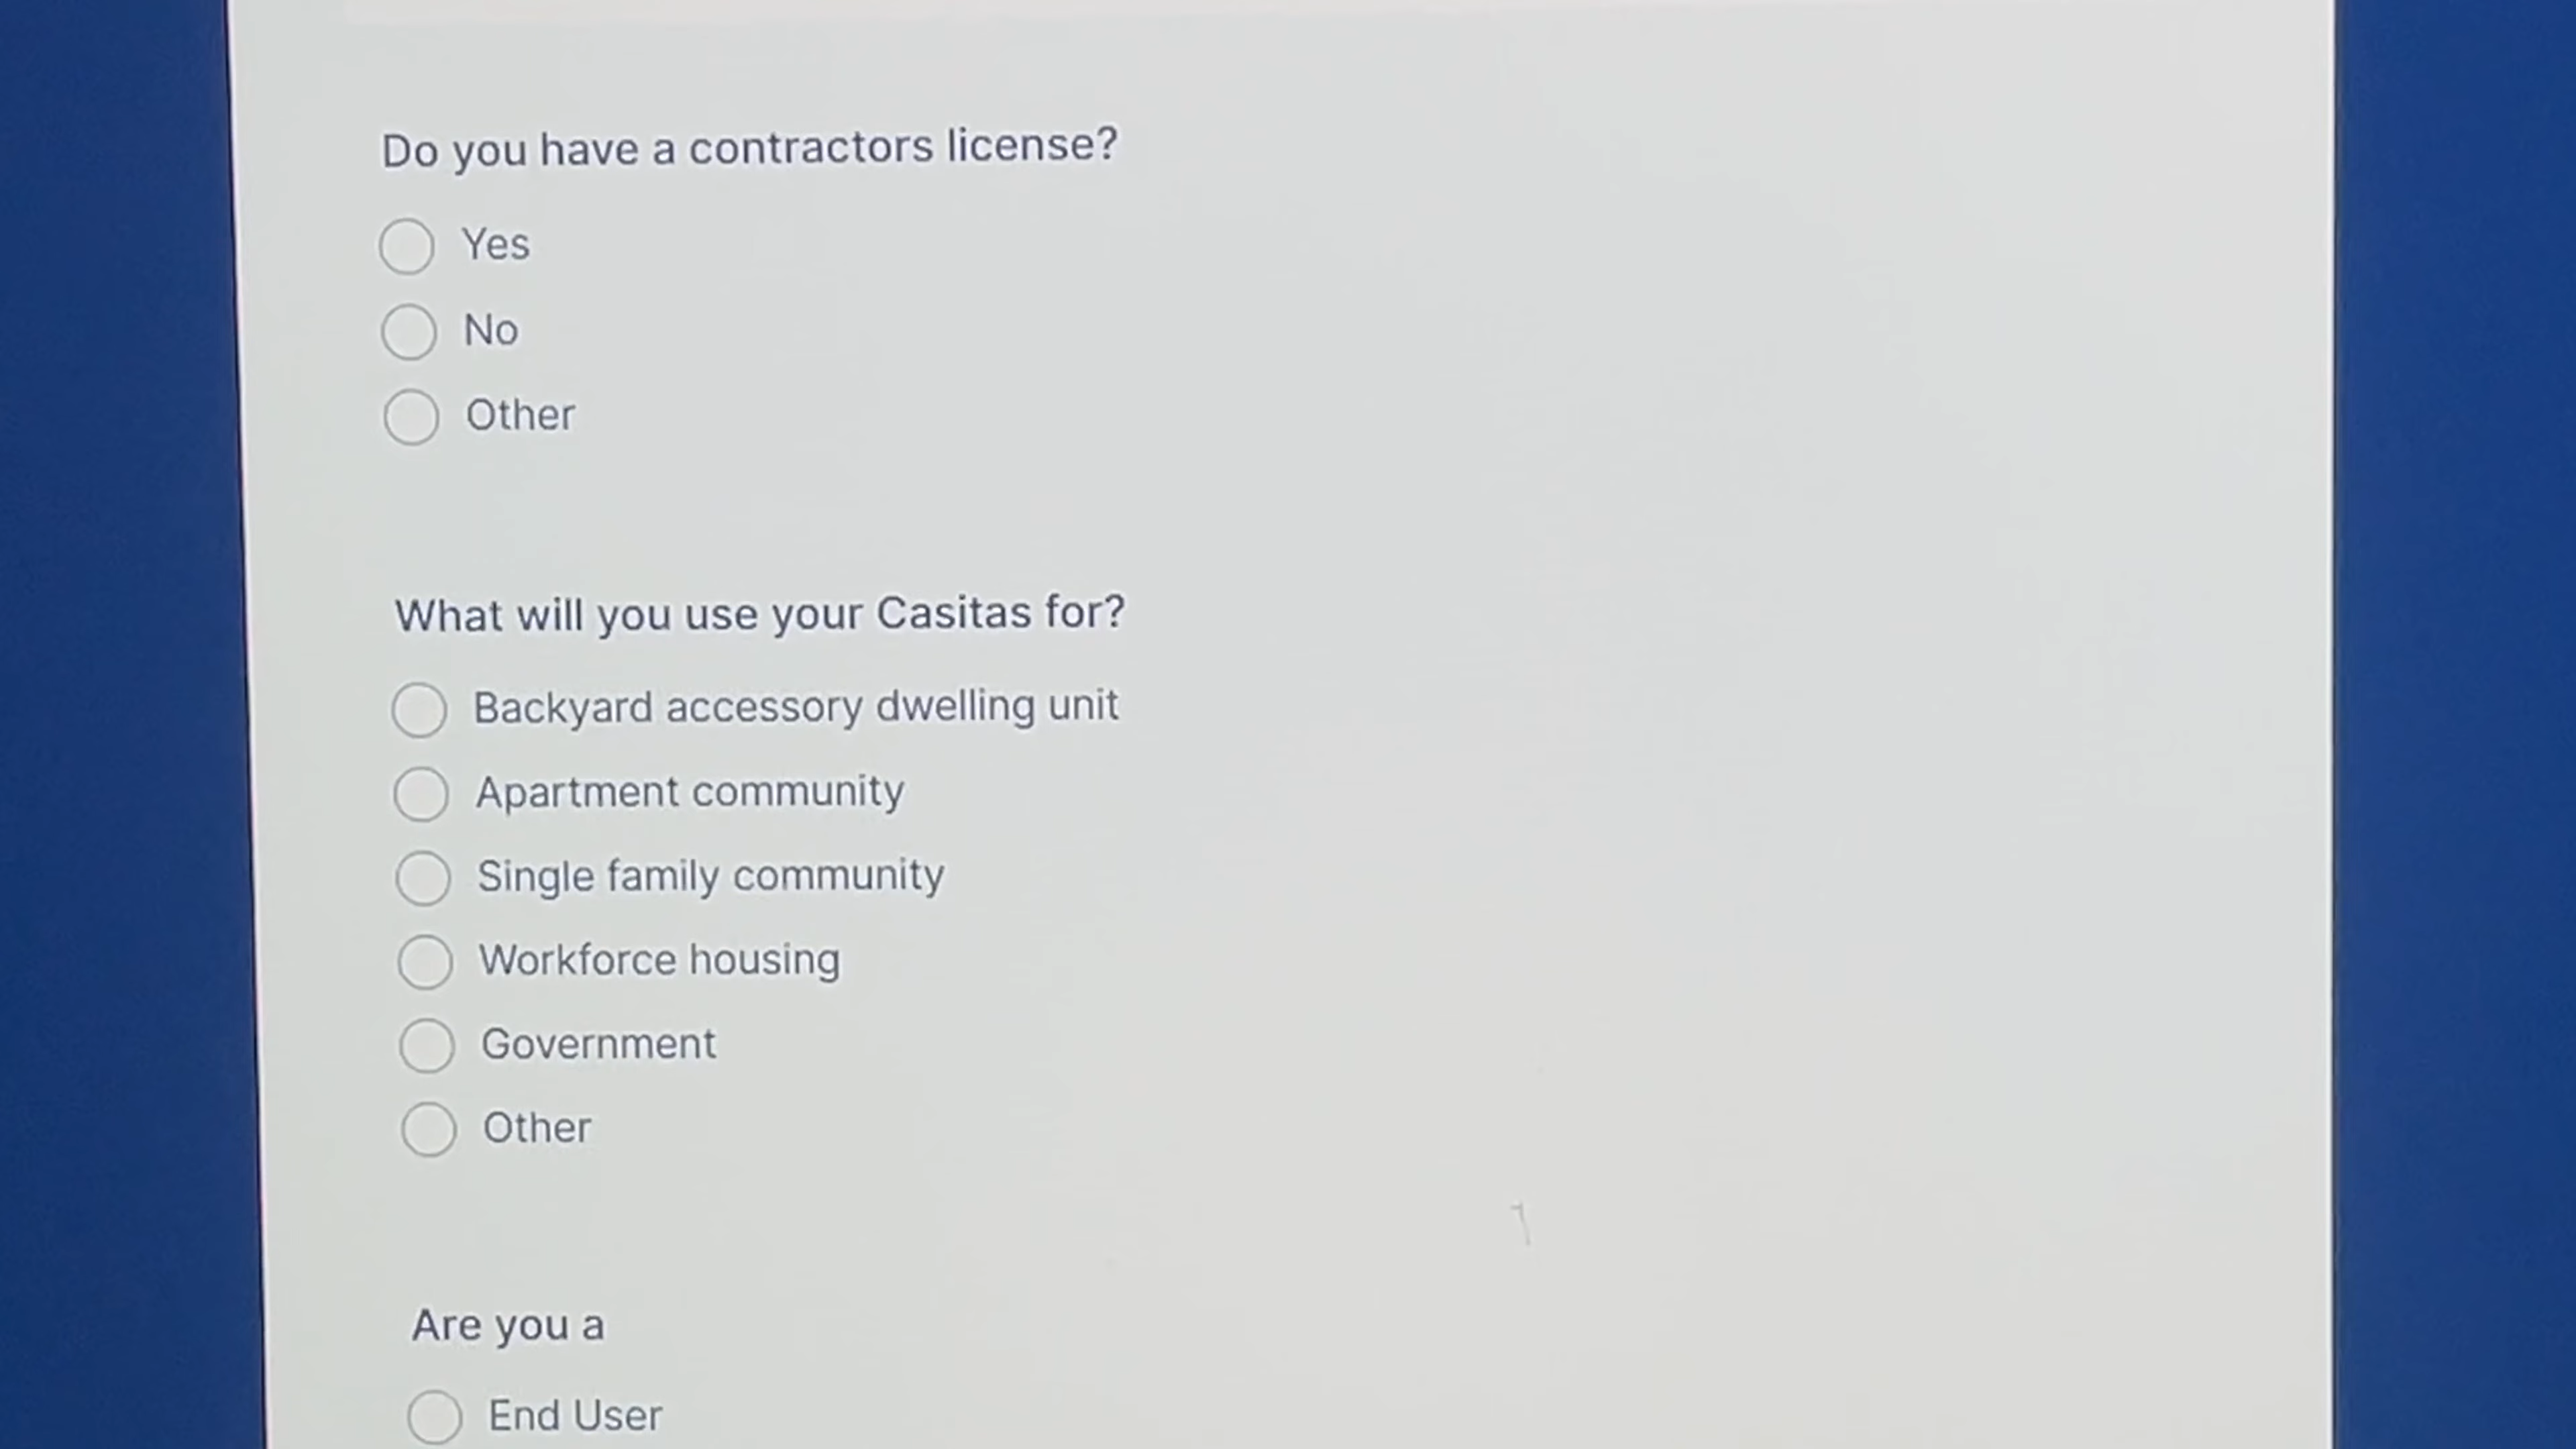 Do you have a contractors license?
Yes
No
Other
What will you use your Casitas for?
Backyard accessory dwelling unit
Apartment community
Single family community
Workforce housing
Government
Other
Are you a
End User